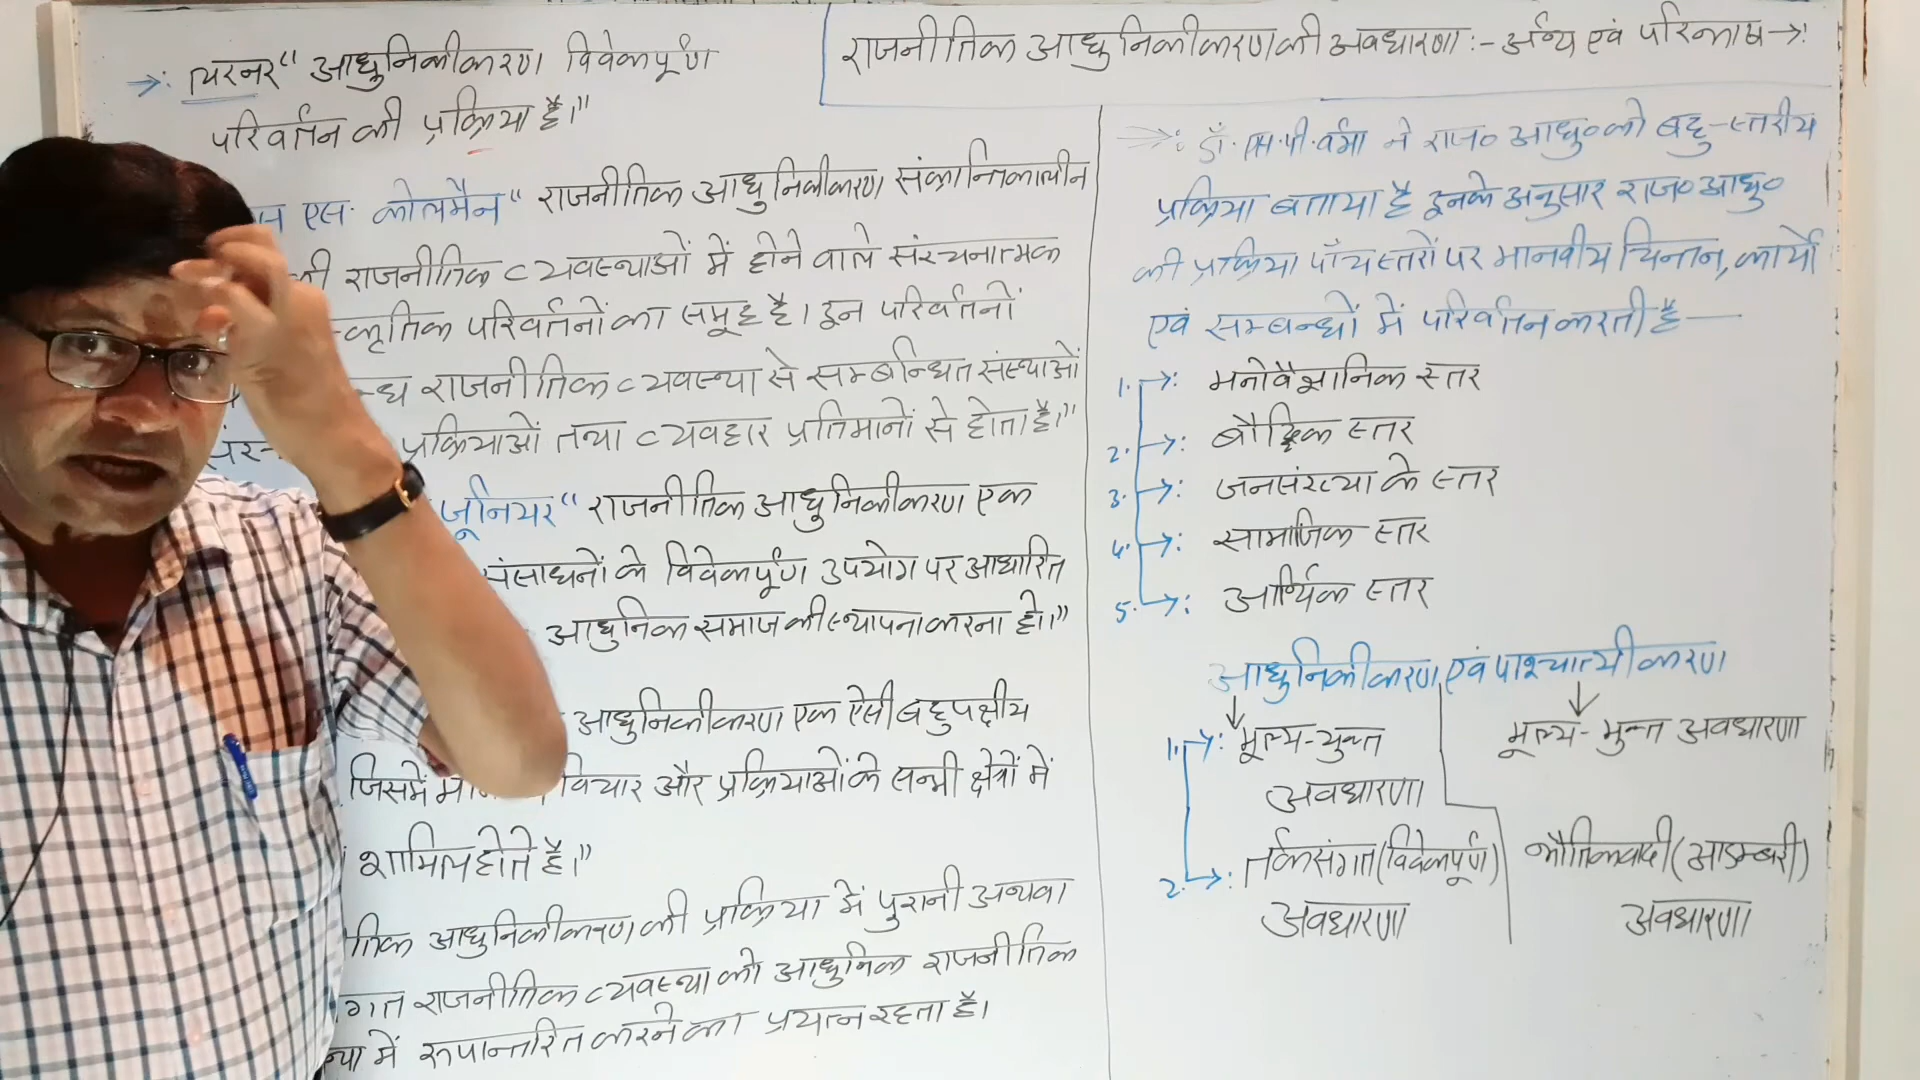 राजनीतिक आधुनिकीकरण की अवधारणा :- अर्थ एवं परिभाषा →:
→: लरनर " आधुनिकीकरण विवेकपूर्ण
परिवर्तन की प्रक्रिया है।"
एस. कोलमैन " राजनीतिक आधुनिकीकरण संक्रान्तिकालीन
राजनीतिक व्यवस्थाओं में होने वाले संरचनात्मक
परिवर्तनों का समूह है। इन परिवर्तनों
राजनीतिक व्यवस्था से सम्बन्धित संस्थाओं
प्रक्रियाओं तथा व्यवहार प्रतिमानों से होता है।"
जूनियर " राजनीतिक आधुनिकीकरण एक
संसाधनों के विवेकपूर्ण उपयोग पर आधारित
आधुनिक समाज की स्थापना करना हो।"
आधुनिकीकरण एक ऐसी बहुपक्षीय
जिसमें विचार और प्रक्रियाओं के सभी क्षेत्रों में
शामिल होते है।"
आधुनिकीकरण की प्रक्रिया में पुरानी अथवा
राजनीतिक व्यवस्था को आधुनिक राजनीतिक
में रूपान्तरित करने का प्रयत्न रहता है।
→: डॉ. एस.पी. वर्मा ने राज० आधु० को बहु-स्तरीय
प्रक्रिया बताया है इनके अनुसार राज० आधु०
की प्रक्रिया पाँच स्तरों पर मानवीय चिन्तन, कार्यो
एवं सम्बन्धों में परिवर्तन करती है —
1. →: मनोवैज्ञानिक स्तर
2. →: बौद्धिक स्तर
3. →: जनसंख्या के स्तर
4. →: सामाजिक स्तर
5. →: आर्थिक स्तर
आधुनिकीकरण एवं पाश्चात्यीकरण
1. →: मूल्य-युक्त मूल्य-मुक्त अवधारणा
अवधारणा
2. →: तर्कसंगत (विवेकपूर्ण) भौतिकवादी (आडम्बरी)
अवधारणा अवधारणा